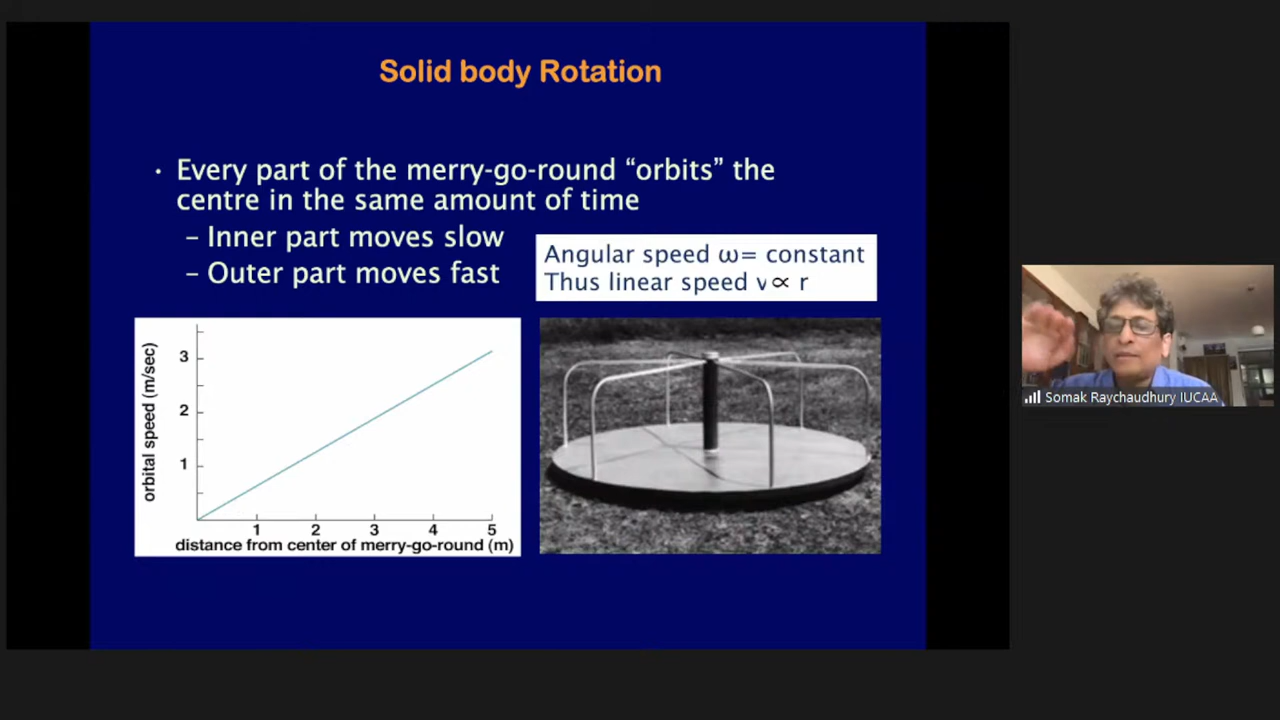 Solid body Rotation
• Every part of the merry-go-round “orbits” the
centre in the same amount of time
– Inner part moves slow
– Outer part moves fast
Angular speed ω= constant
Thus linear speed v∝ r
orbital speed (m/sec)
3
2
1
1 2 3 4 5
distance from center of merry-go-round (m)
Somak Raychaudhury IUCAA